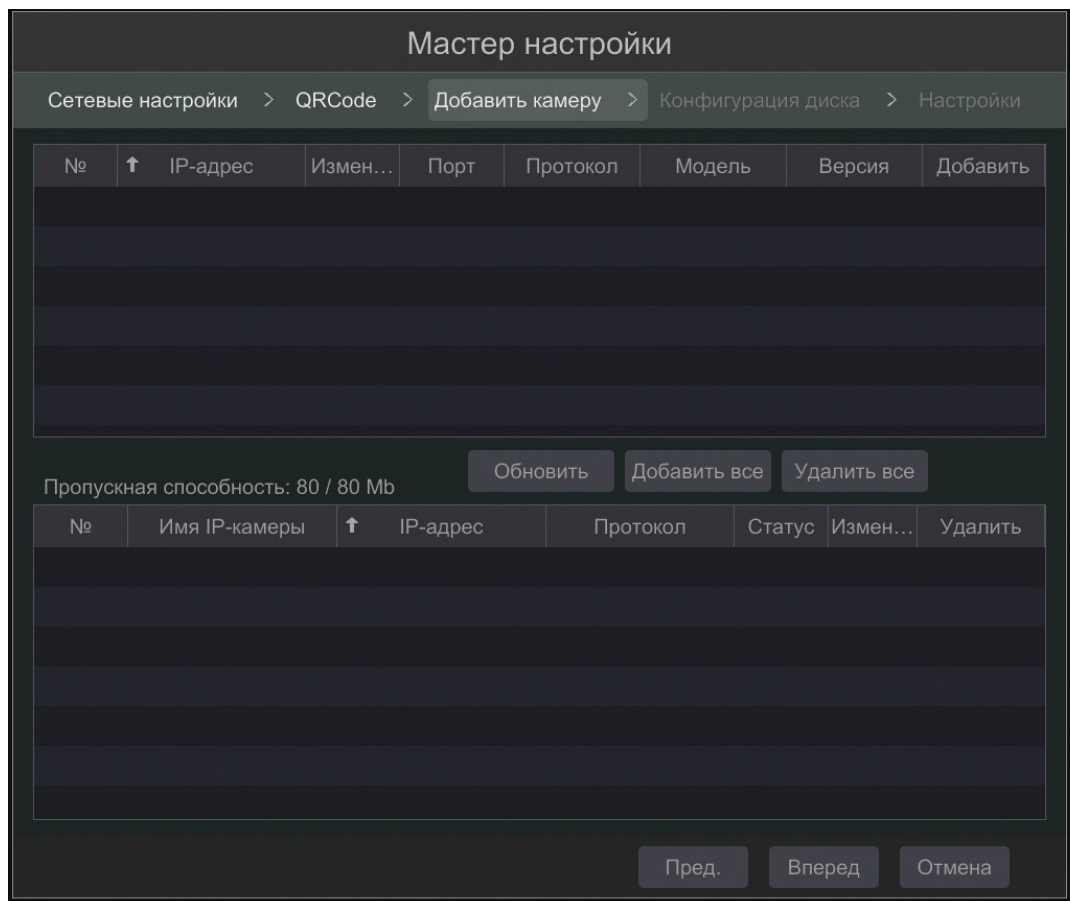 Мастер настройки
Сетевые настройки > QRCode > Добавить камеру > Конфигурация диска > Настройки
№ ↑ IP-адрес Измен... Порт Протокол Модель Версия Добавить
Обновить Добавить все Удалить все
Пропускная способность: 80 / 80 Mb
№ Имя IP-камеры ↑ IP-адрес Протокол Статус Измен... Удалить
Пред. Вперед Отмена